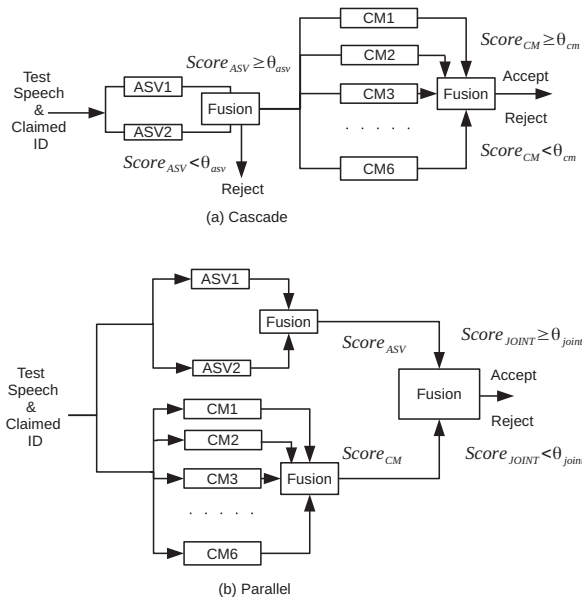 CM1
Score_ASV ≥ θ_asv
Score_CM ≥ θ_cm
CM2
Test
Speech
&
Claimed
ID
ASV1
Fusion
CM3
Fusion
Accept
Reject
ASV2
. . . . .
Score_ASV < θ_asv
Score_CM < θ_cm
Reject
CM6
(a) Cascade
ASV1
Fusion
Score_ASV
Score_JOINT ≥ θ_joint
ASV2
Test
Speech
&
Claimed
ID
Fusion
Accept
Reject
CM1
CM2
Score_CM
Score_JOINT < θ_joint
CM3
Fusion
. . . . .
CM6
(b) Parallel